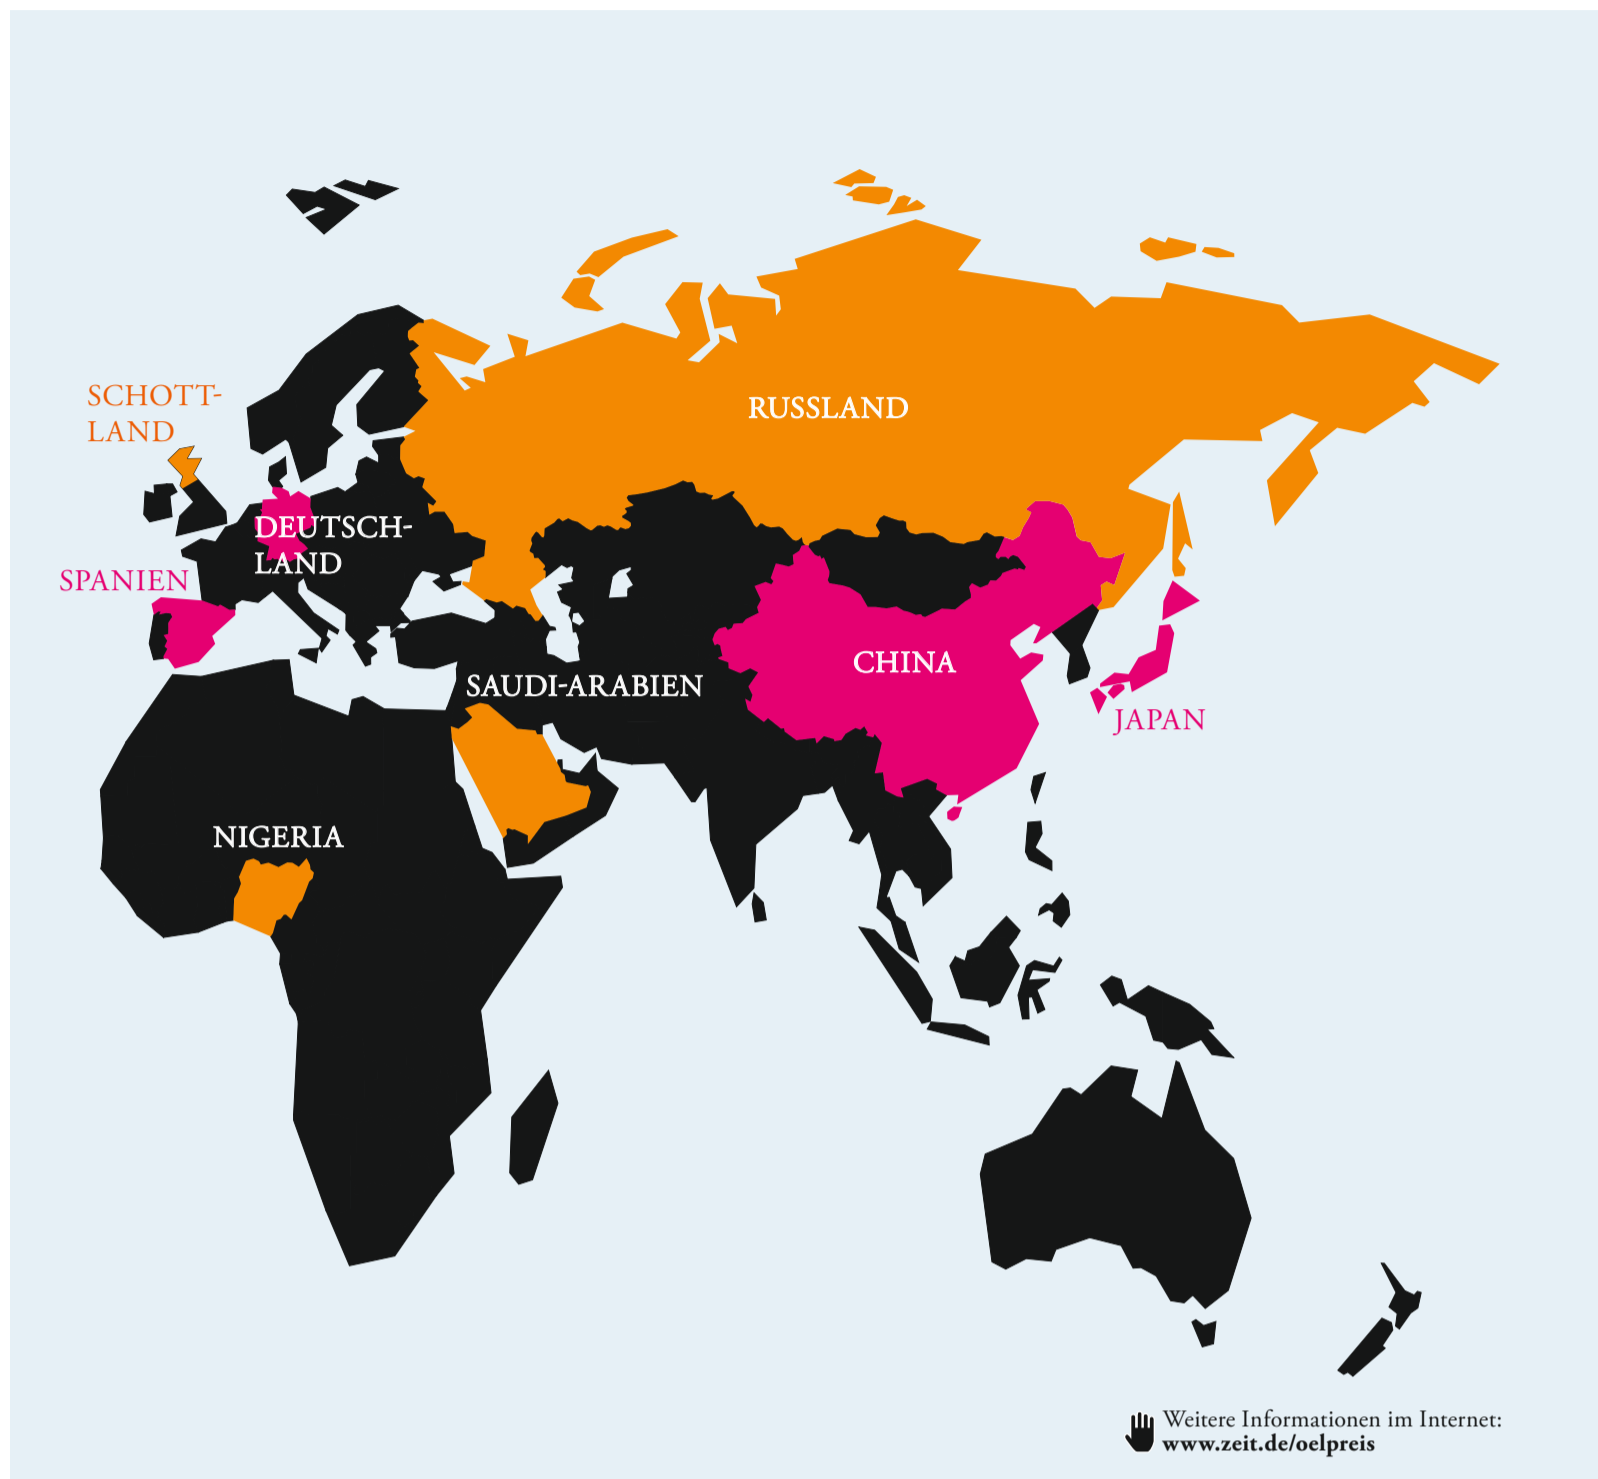 SCHOTT-
LAND
RUSSLAND
DEUTSCH-
LAND
SPANIEN
CHINA
SAUDI-ARABIEN
JAPAN
NIGERIA
Weitere Informationen im Internet:
www.zeit.de/oelpreis